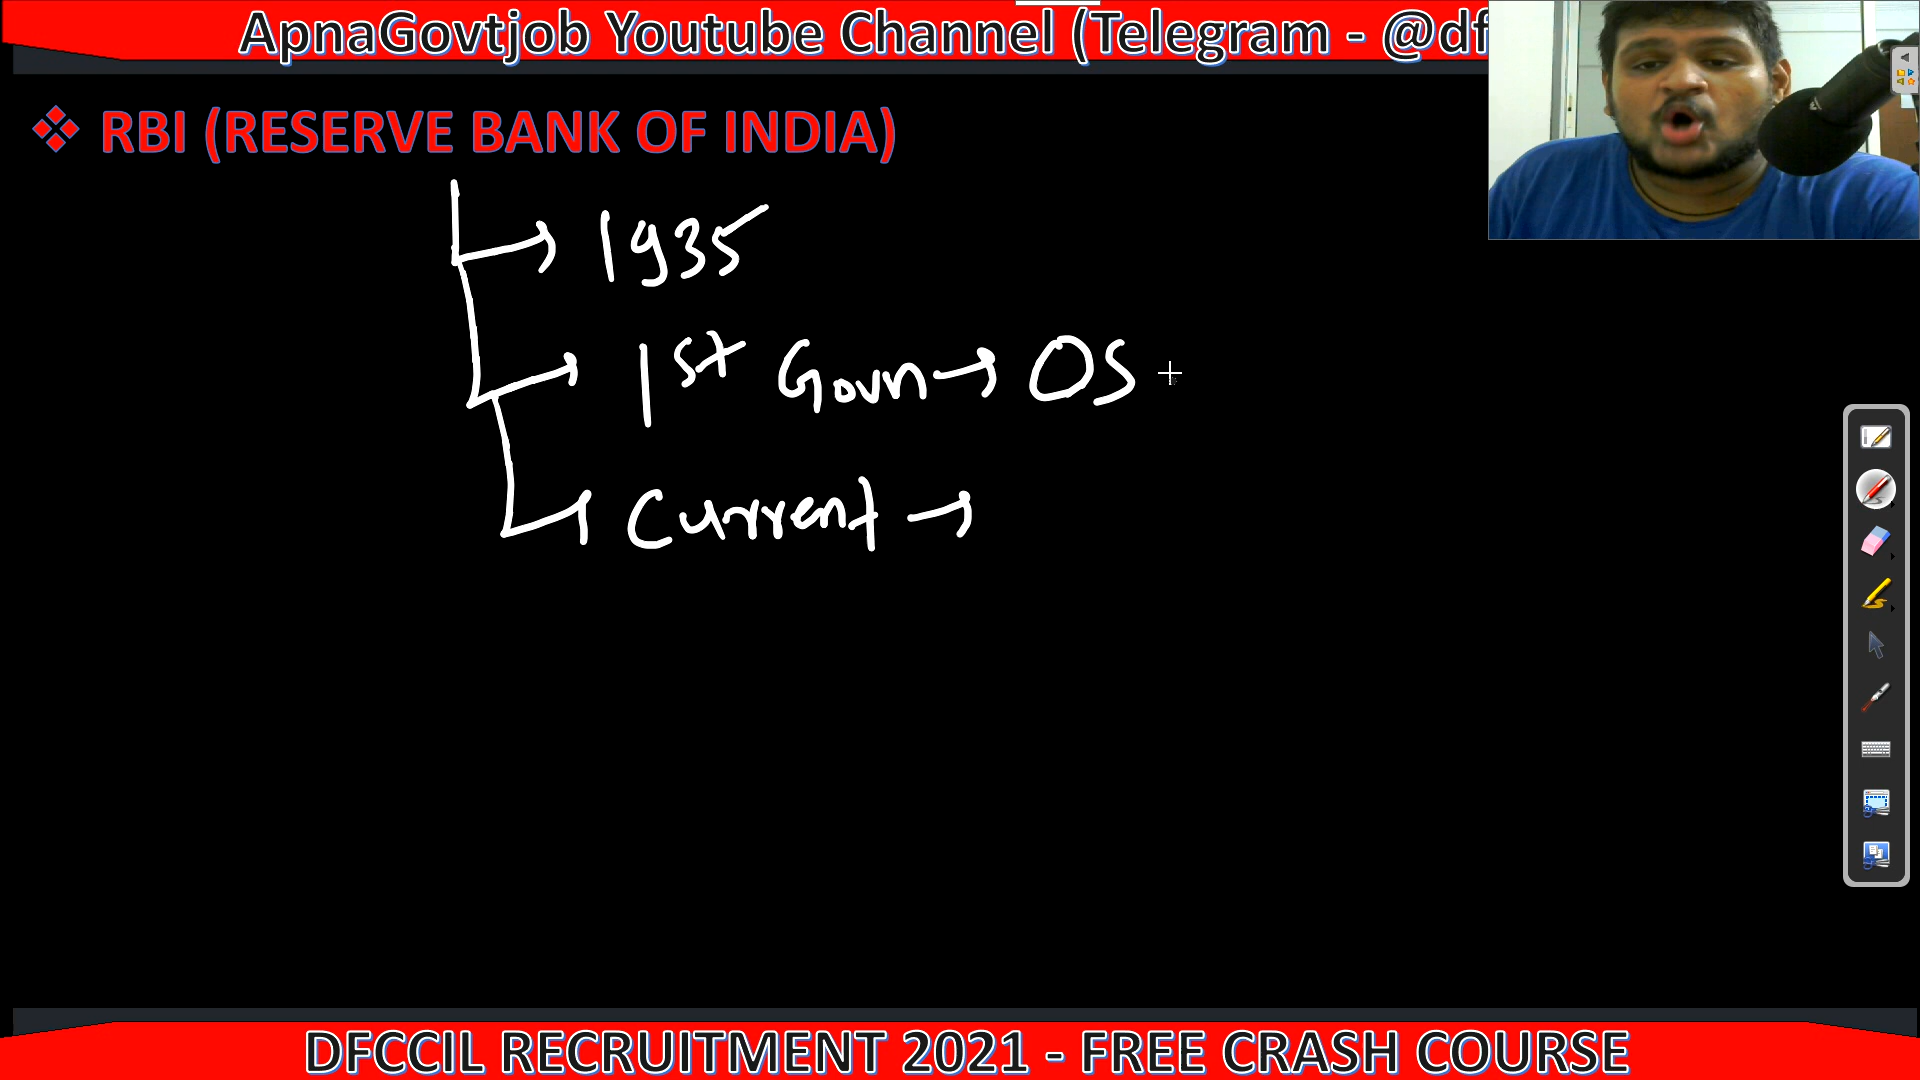 ApnaGovtjob Youtube Channel (Telegram - @df
❖ RBI (RESERVE BANK OF INDIA)
→ 1935
→ 1st Govn → OS
→ Current →
DFCCIL RECRUITMENT 2021 - FREE CRASH COURSE